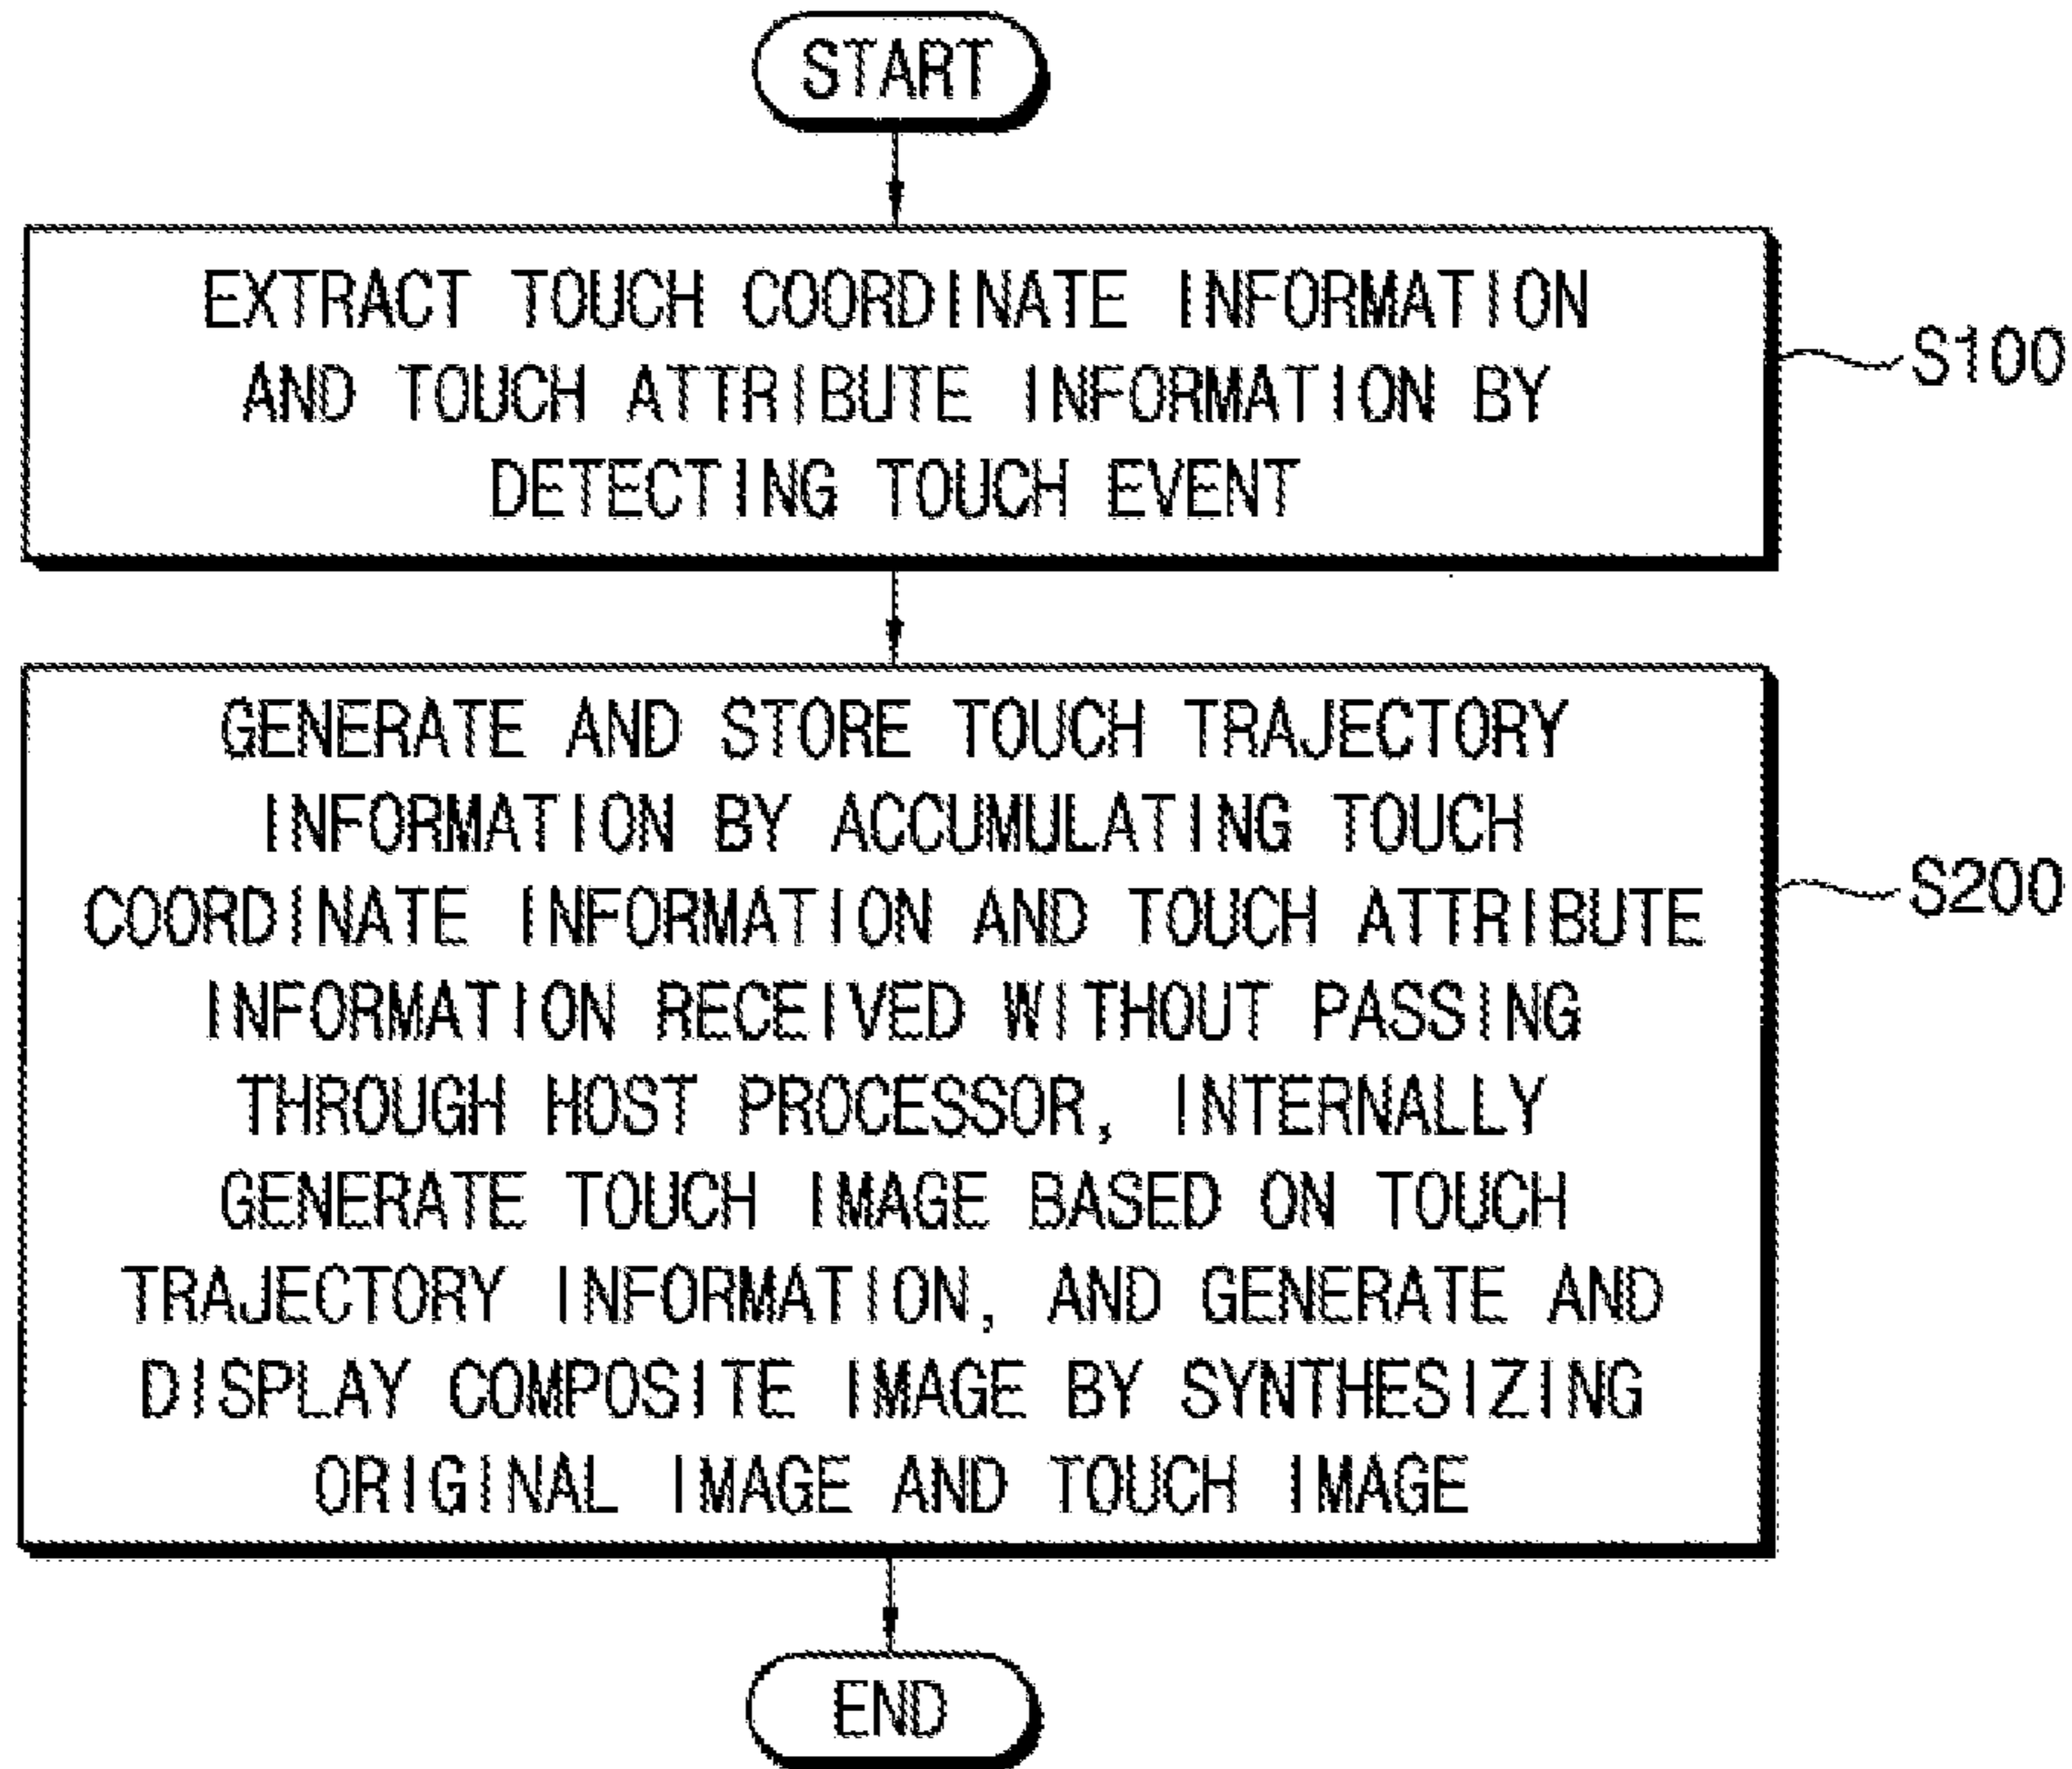 START
EXTRACT TOUCH COORDINATE INFORMATION
AND TOUCH ATTRIBUTE INFORMATION BY
DETECTING TOUCH EVENT
S100
GENERATE AND STORE TOUCH TRAJECTORY
INFORMATION BY ACCUMULATING TOUCH
COORDINATE INFORMATION AND TOUCH ATTRIBUTE
INFORMATION RECEIVED WITHOUT PASSING
THROUGH HOST PROCESSOR, INTERNALLY
GENERATE TOUCH IMAGE BASED ON TOUCH
TRAJECTORY INFORMATION, AND GENERATE AND
DISPLAY COMPOSITE IMAGE BY SYNTHESIZING
ORIGINAL IMAGE AND TOUCH IMAGE
S200
END